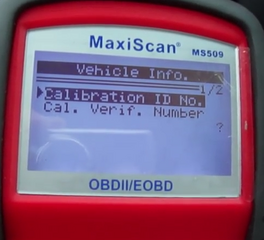 MaxiScan® MS509
Vehicle Info.
1/2
Calibration ID No.
Cal. Verif. Number
?
OBDII/EOBD